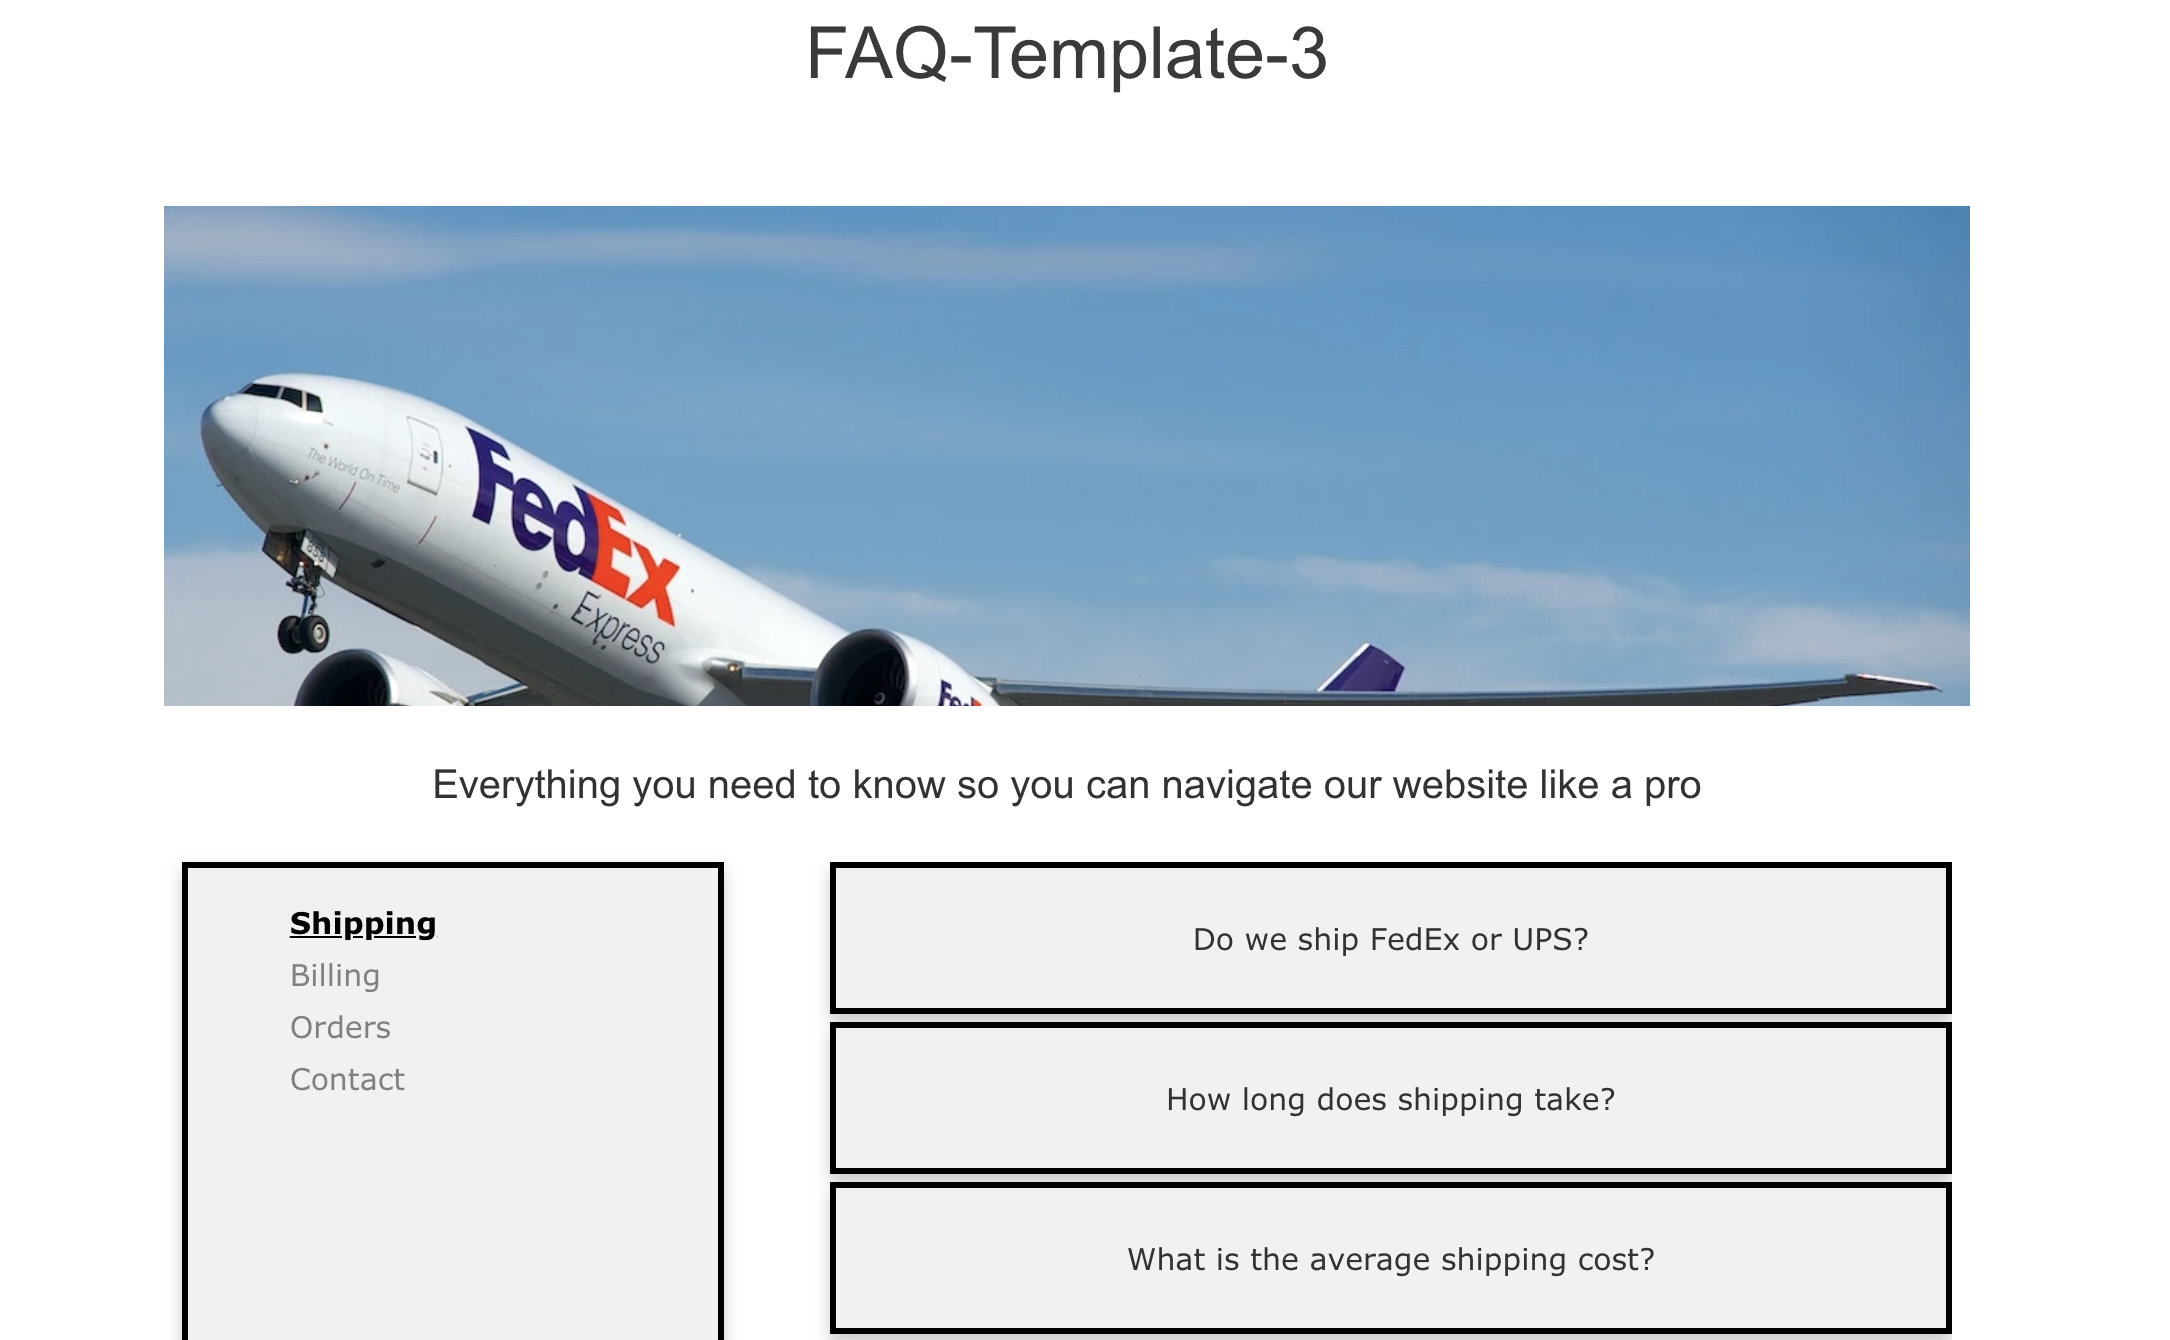 FAQ-Template-3
The World On Time
FedEx
Express
Everything you need to know so you can navigate our website like a pro
Shipping
Billing
Orders
Contact
Do we ship FedEx or UPS?
How long does shipping take?
What is the average shipping cost?